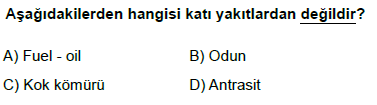 Aşağıdakilerden hangisi katı yakıtlardan değildir?
A) Fuel - oil B) Odun
C) Kok kömürü D) Antrasit